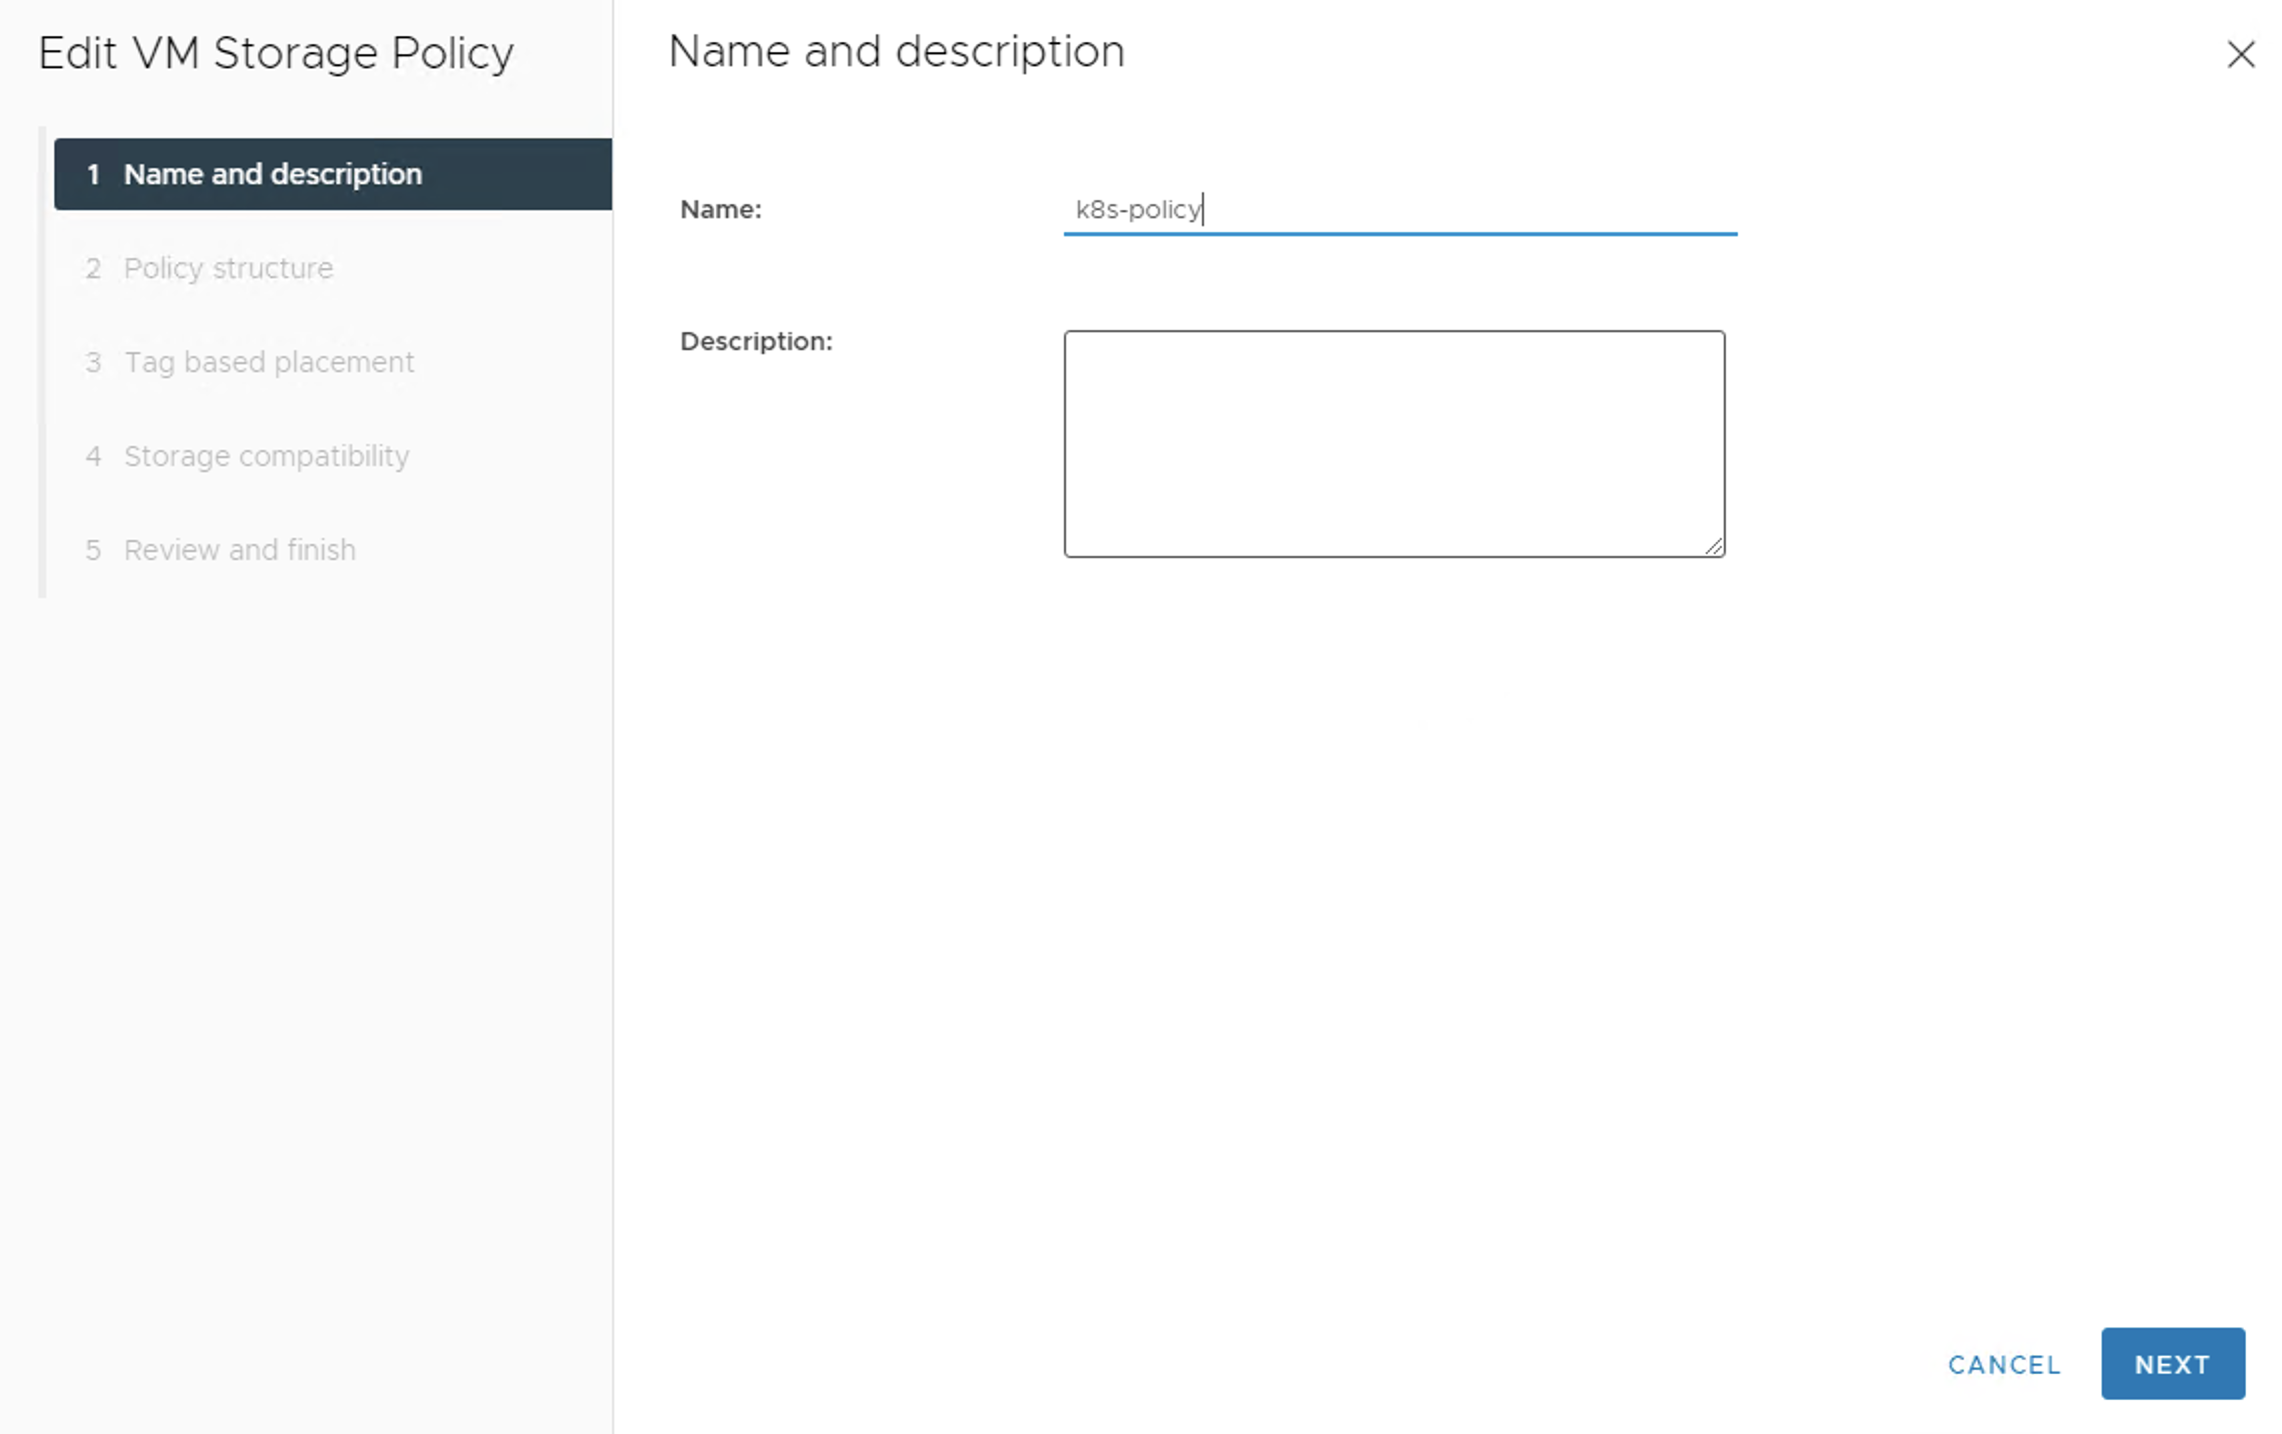 Edit VM Storage Policy
1 Name and description
2 Policy structure
3 Tag based placement
4 Storage compatibility
5 Review and finish
Name and description
Name: k8s-policy
Description:
CANCEL NEXT